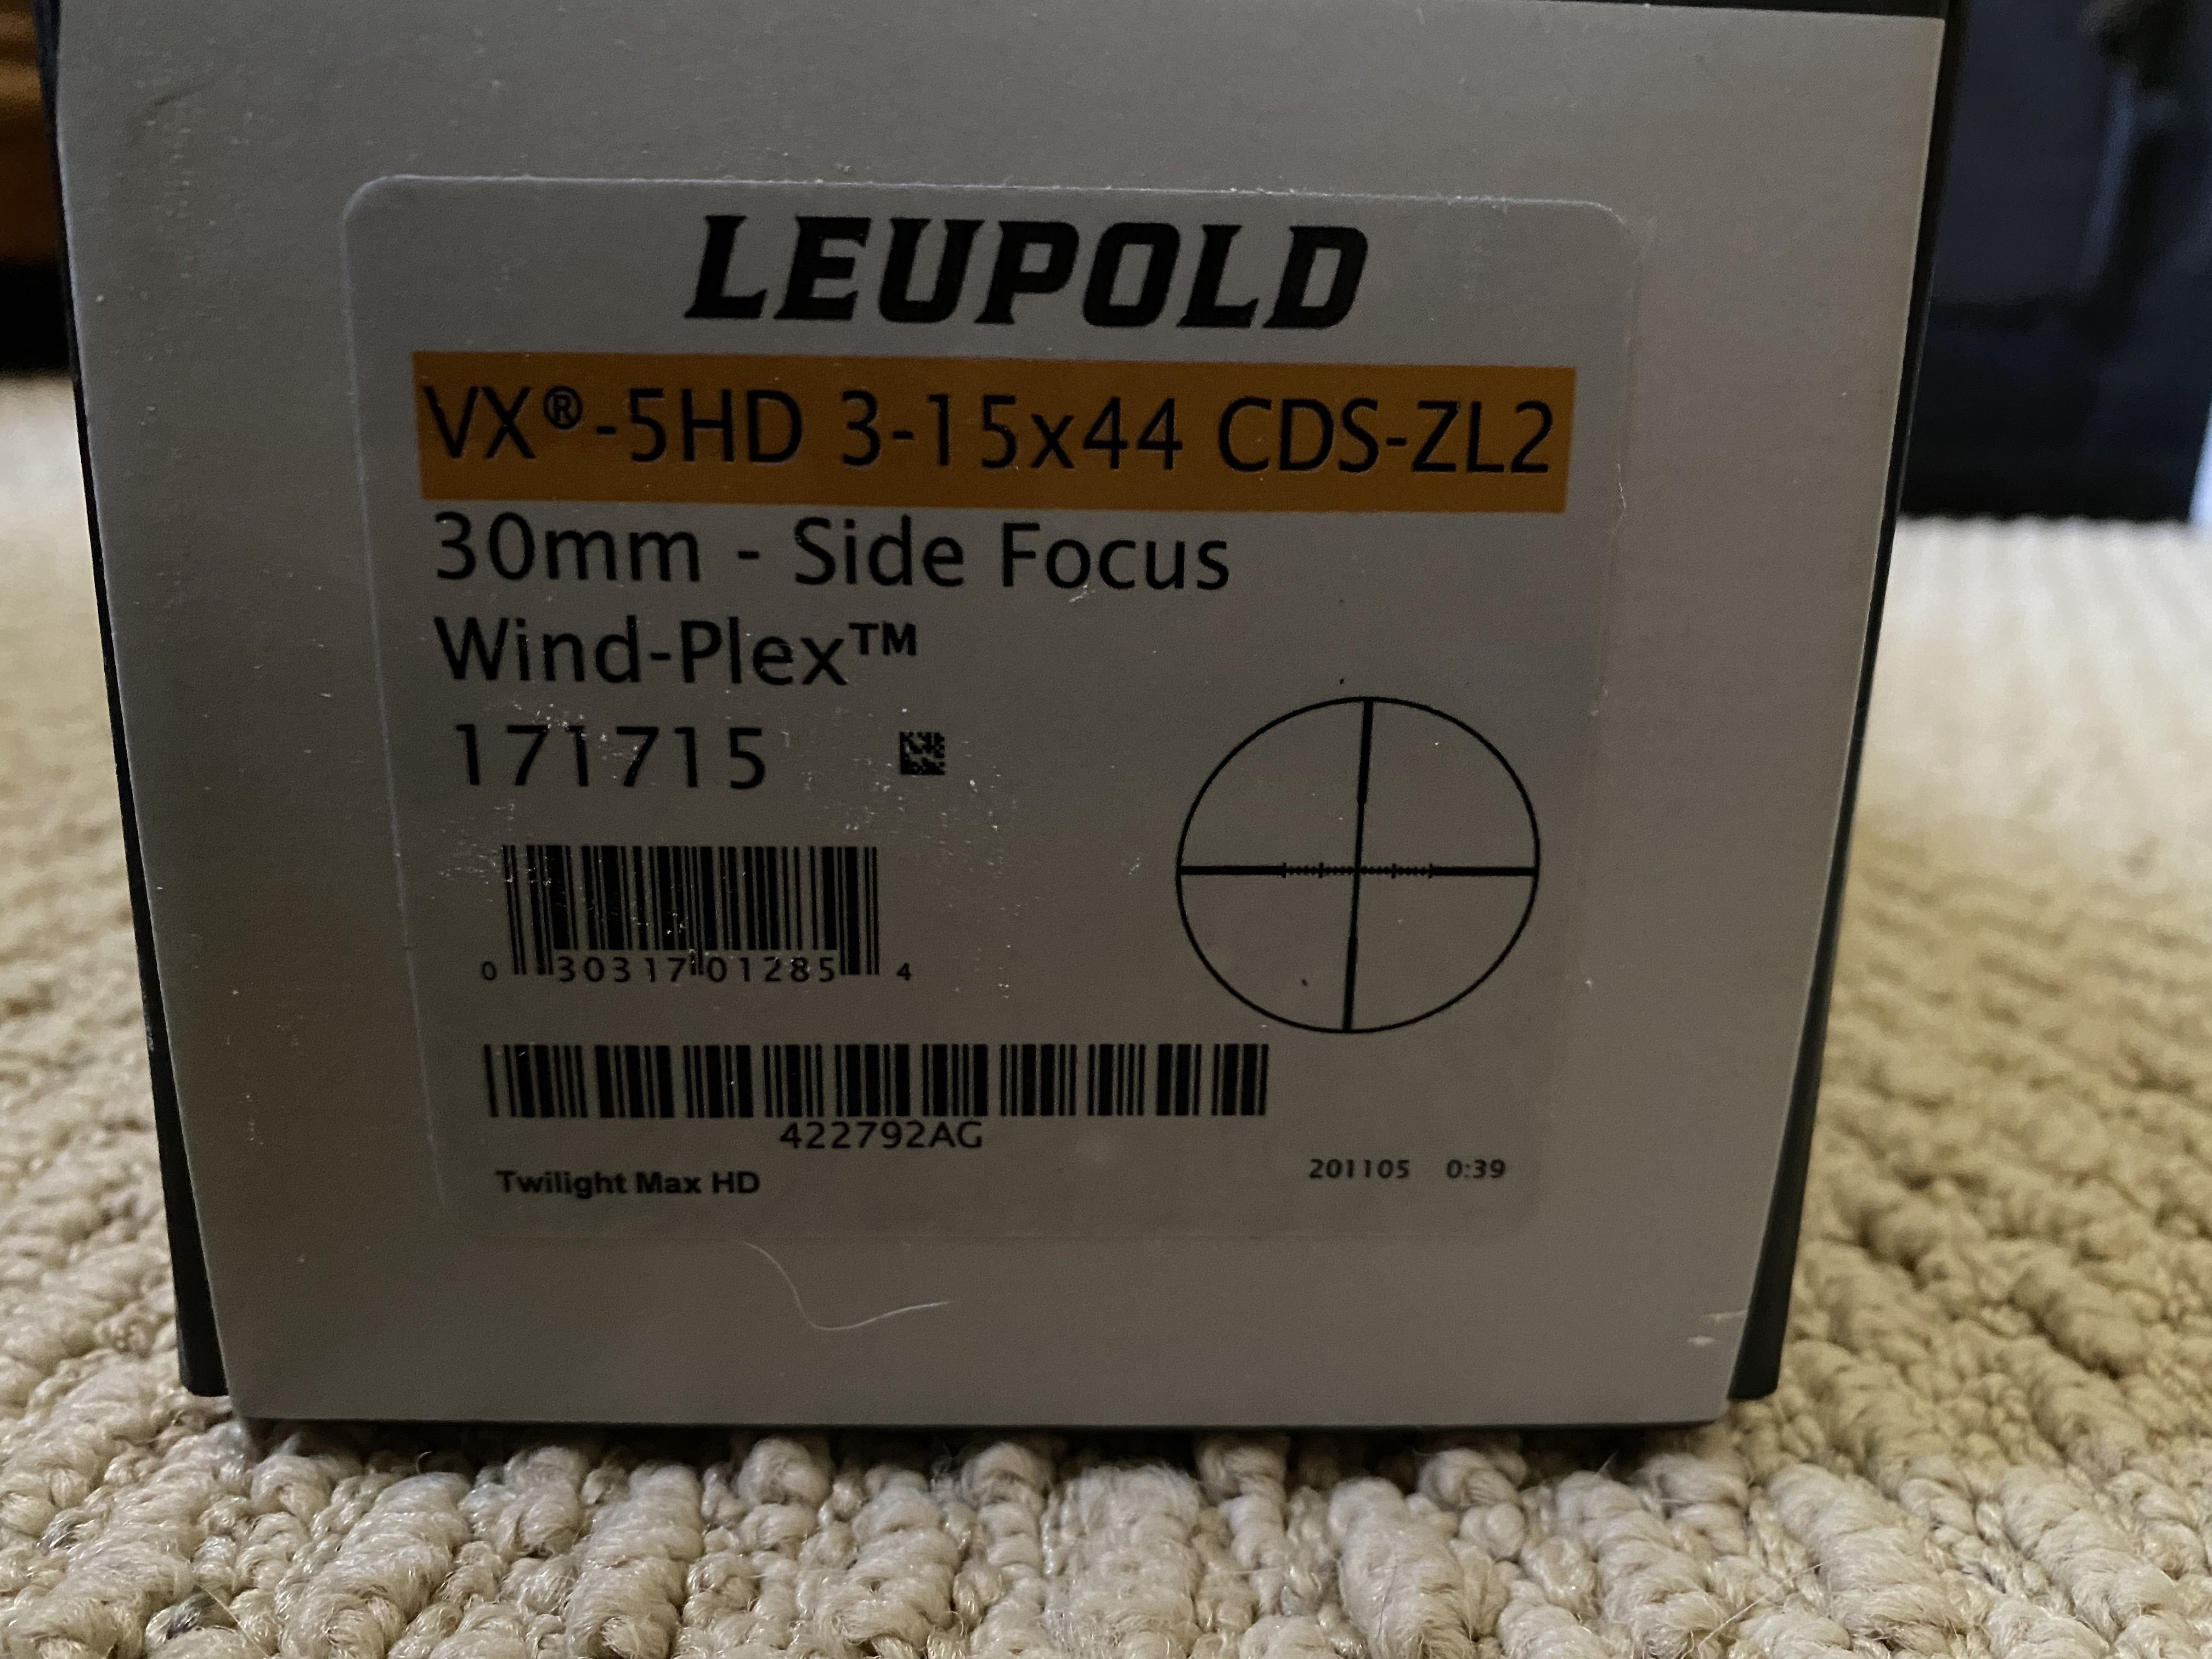 LEUPOLD
VX®-5HD 3-15x44 CDS-ZL2
30mm - Side Focus
Wind-Plex™
171715
0 30317 01285 4
422792AG
Twilight Max HD
201105 0:39